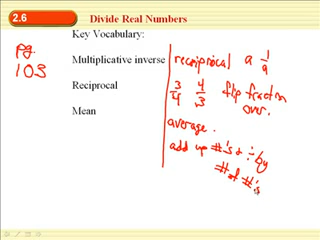 2.6 Divide Real Numbers
Pg.
103
Key Vocabulary:
Multiplicative inverse reciprocal a 1/a
Reciprocal 3/4 4/3 flip fraction
over.
Mean average.
add up #'s + ÷ by
# of #'s